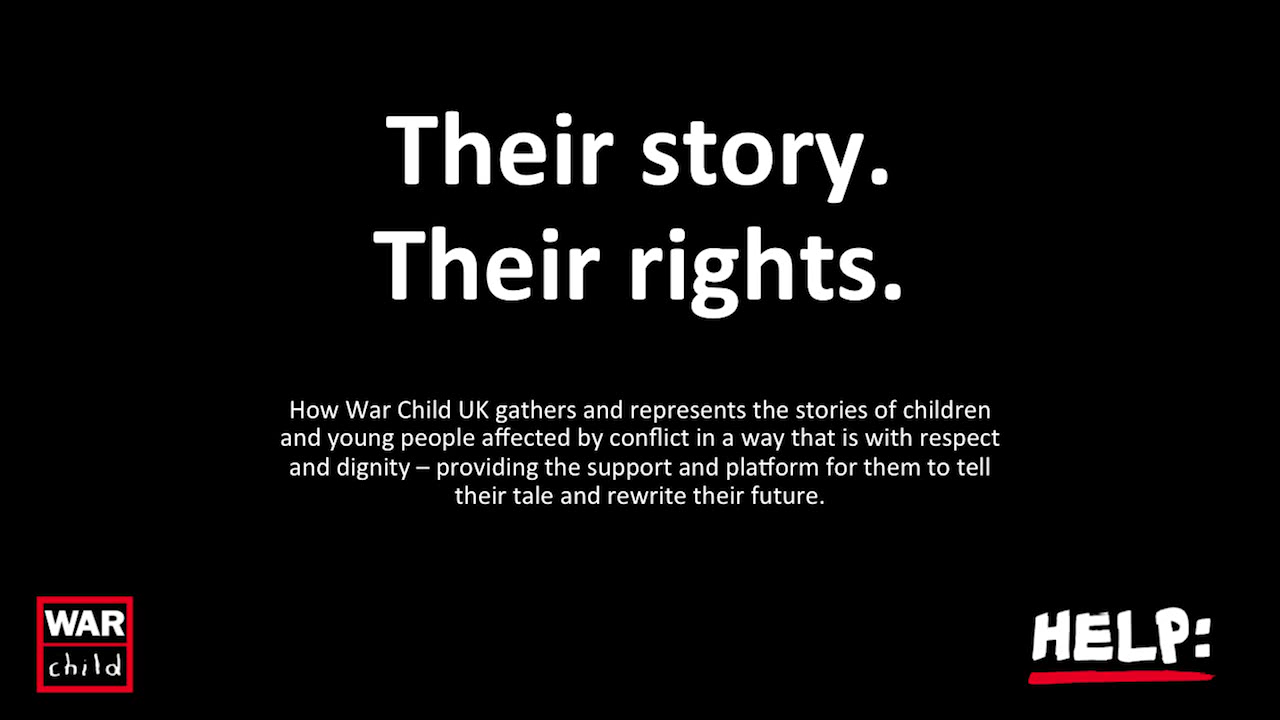 Their story.
Their rights.
How War Child UK gathers and represents the stories of children
and young people affected by conflict in a way that is with respect
and dignity – providing the support and platform for them to tell
their tale and rewrite their future.
WAR
child
HELP: